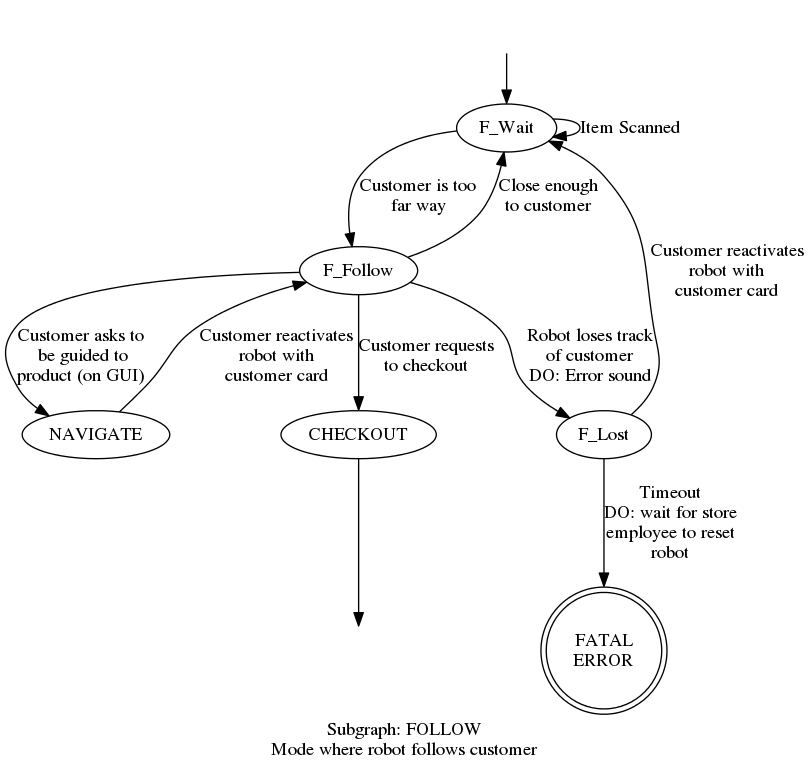 F_Wait
Item Scanned
Customer is too
far way
Close enough
to customer
F_Follow
Customer reactivates
robot with
customer card
Customer asks to
be guided to
product (on GUI)
Customer reactivates
robot with
customer card
Customer requests
to checkout
Robot loses track
of customer
DO: Error sound
NAVIGATE
CHECKOUT
F_Lost
Timeout
DO: wait for store
employee to reset
robot
FATAL
ERROR
Subgraph: FOLLOW
Mode where robot follows customer